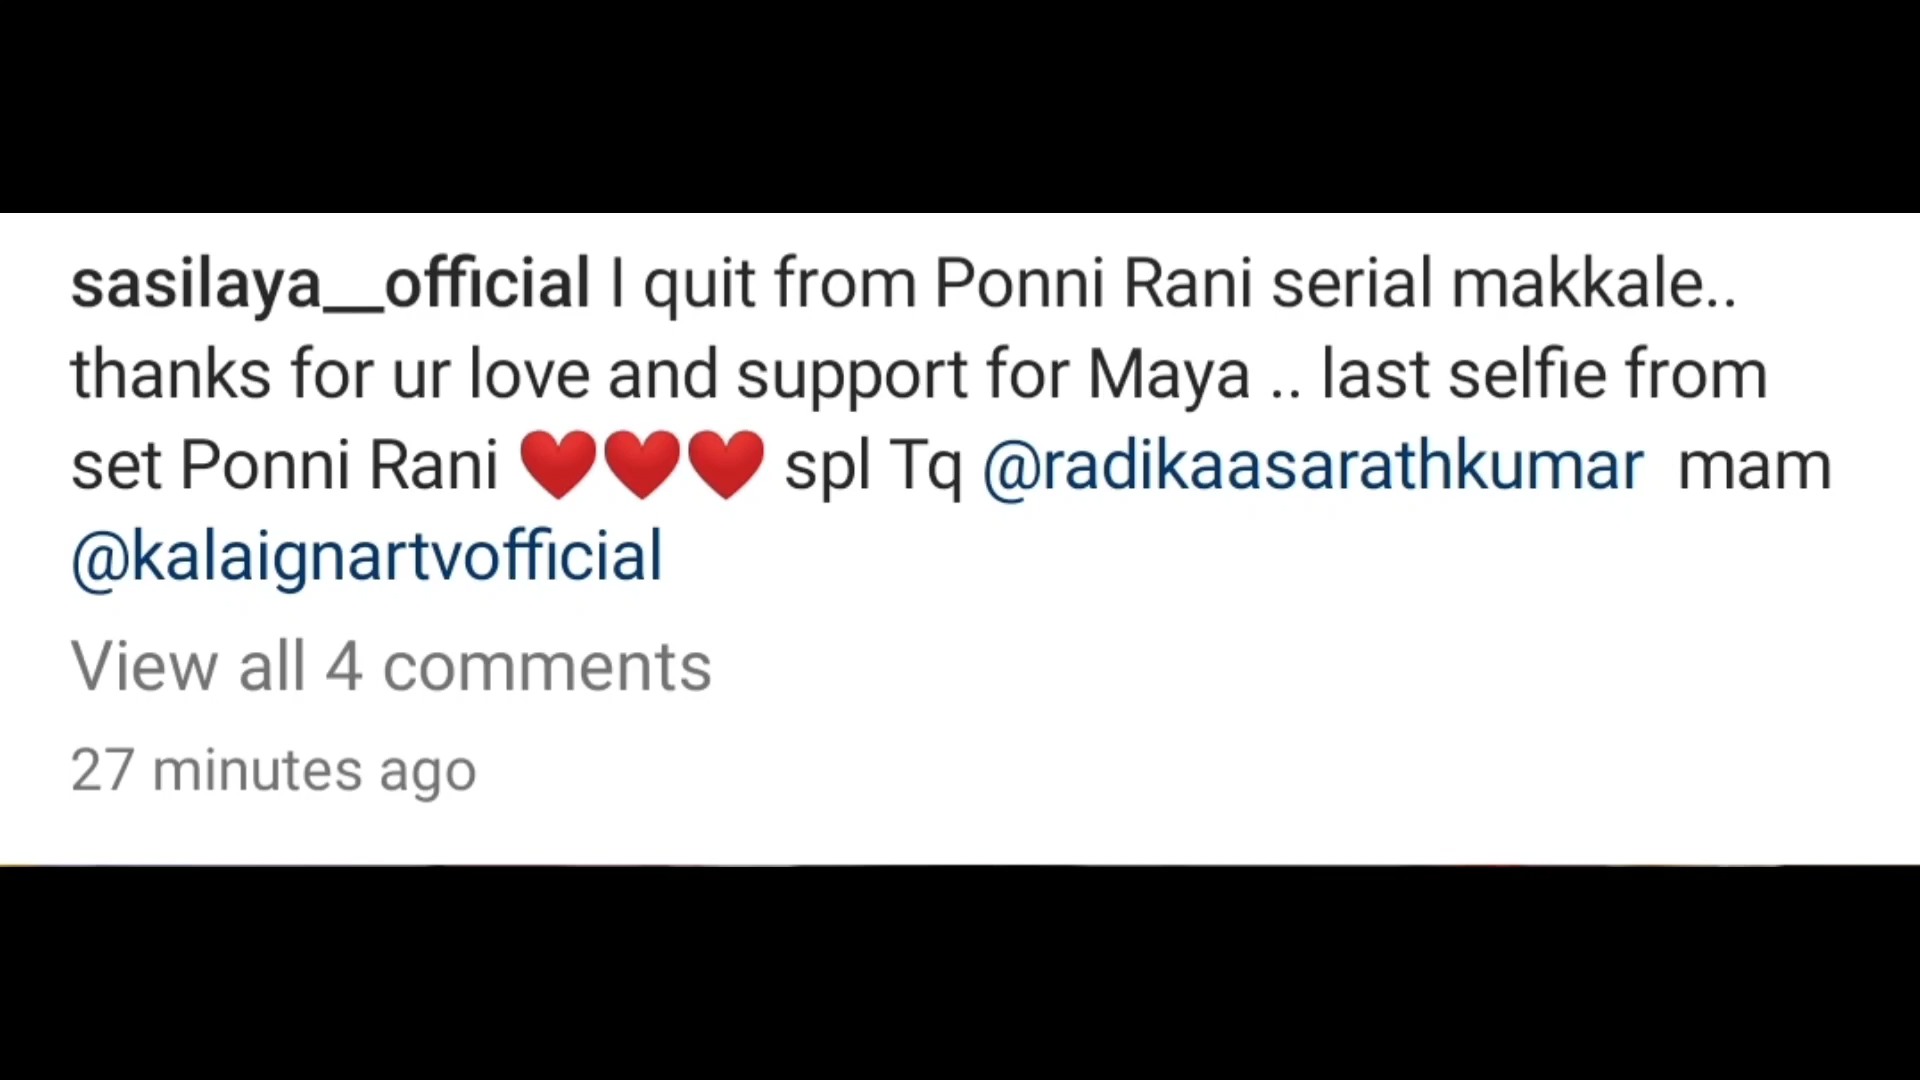 sasilaya__official I quit from Ponni Rani serial makkale..
thanks for ur love and support for Maya .. last selfie from
set Ponni Rani ❤️❤️❤️ spl Tq @radikaasarathkumar mam
@kalaignartvofficial
View all 4 comments
27 minutes ago